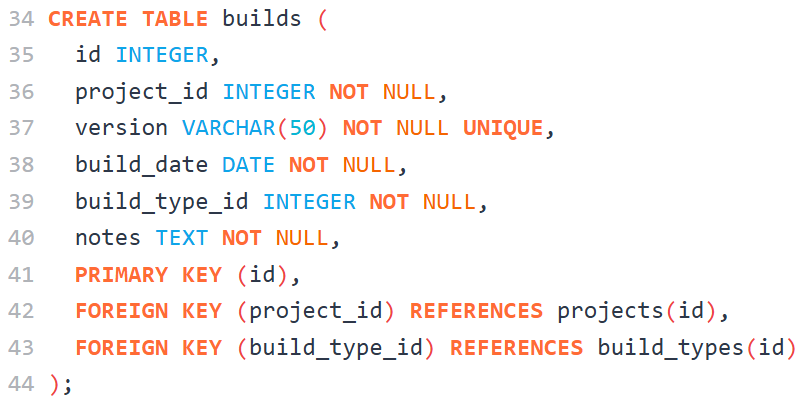 34 CREATE TABLE builds (
35   id INTEGER,
36   project_id INTEGER NOT NULL,
37   version VARCHAR(50) NOT NULL UNIQUE,
38   build_date DATE NOT NULL,
39   build_type_id INTEGER NOT NULL,
40   notes TEXT NOT NULL,
41   PRIMARY KEY (id),
42   FOREIGN KEY (project_id) REFERENCES projects(id),
43   FOREIGN KEY (build_type_id) REFERENCES build_types(id)
44 );